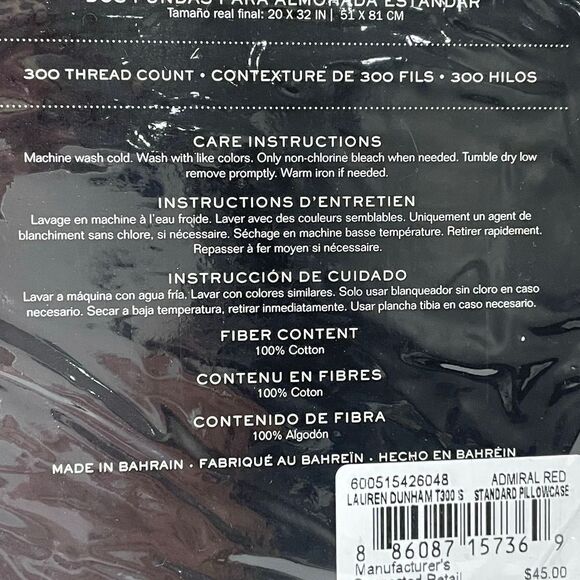 DOS FUNDAS PARA ALMOHADA ESTÁNDAR
Tamaño real final: 20 X 32 IN | 51 X 81 CM
300 THREAD COUNT • CONTEXTURE DE 300 FILS • 300 HILOS
CARE INSTRUCTIONS
Machine wash cold. Wash with like colors. Only non-chlorine bleach when needed. Tumble dry low
remove promptly. Warm iron if needed.
INSTRUCTIONS D'ENTRETIEN
Lavage en machine à l'eau froide. Laver avec des couleurs semblables. Uniquement un agent de
blanchiment sans chlore, si nécessaire. Séchage en machine basse température. Retirer rapidement.
Repasser à fer moyen si nécessaire.
INSTRUCCIÓN DE CUIDADO
Lavar a máquina con agua fría. Lavar con colores similares. Solo usar blanqueador sin cloro en caso
necesario. Secar a baja temperatura, retirar inmediatamente. Usar plancha tibia en caso necesario.
FIBER CONTENT
100% Cotton
CONTENU EN FIBRES
100% Coton
CONTENIDO DE FIBRA
100% Algodón
MADE IN BAHRAIN • FABRIQUÉ AU BAHREÏN • HECHO EN BAHRÉIN
600515426048 ADMIRAL RED
LAUREN DUNHAM T300 S STANDARD PILLOWCASE
8 86087 15736 9
Manufacturer's
$45.00